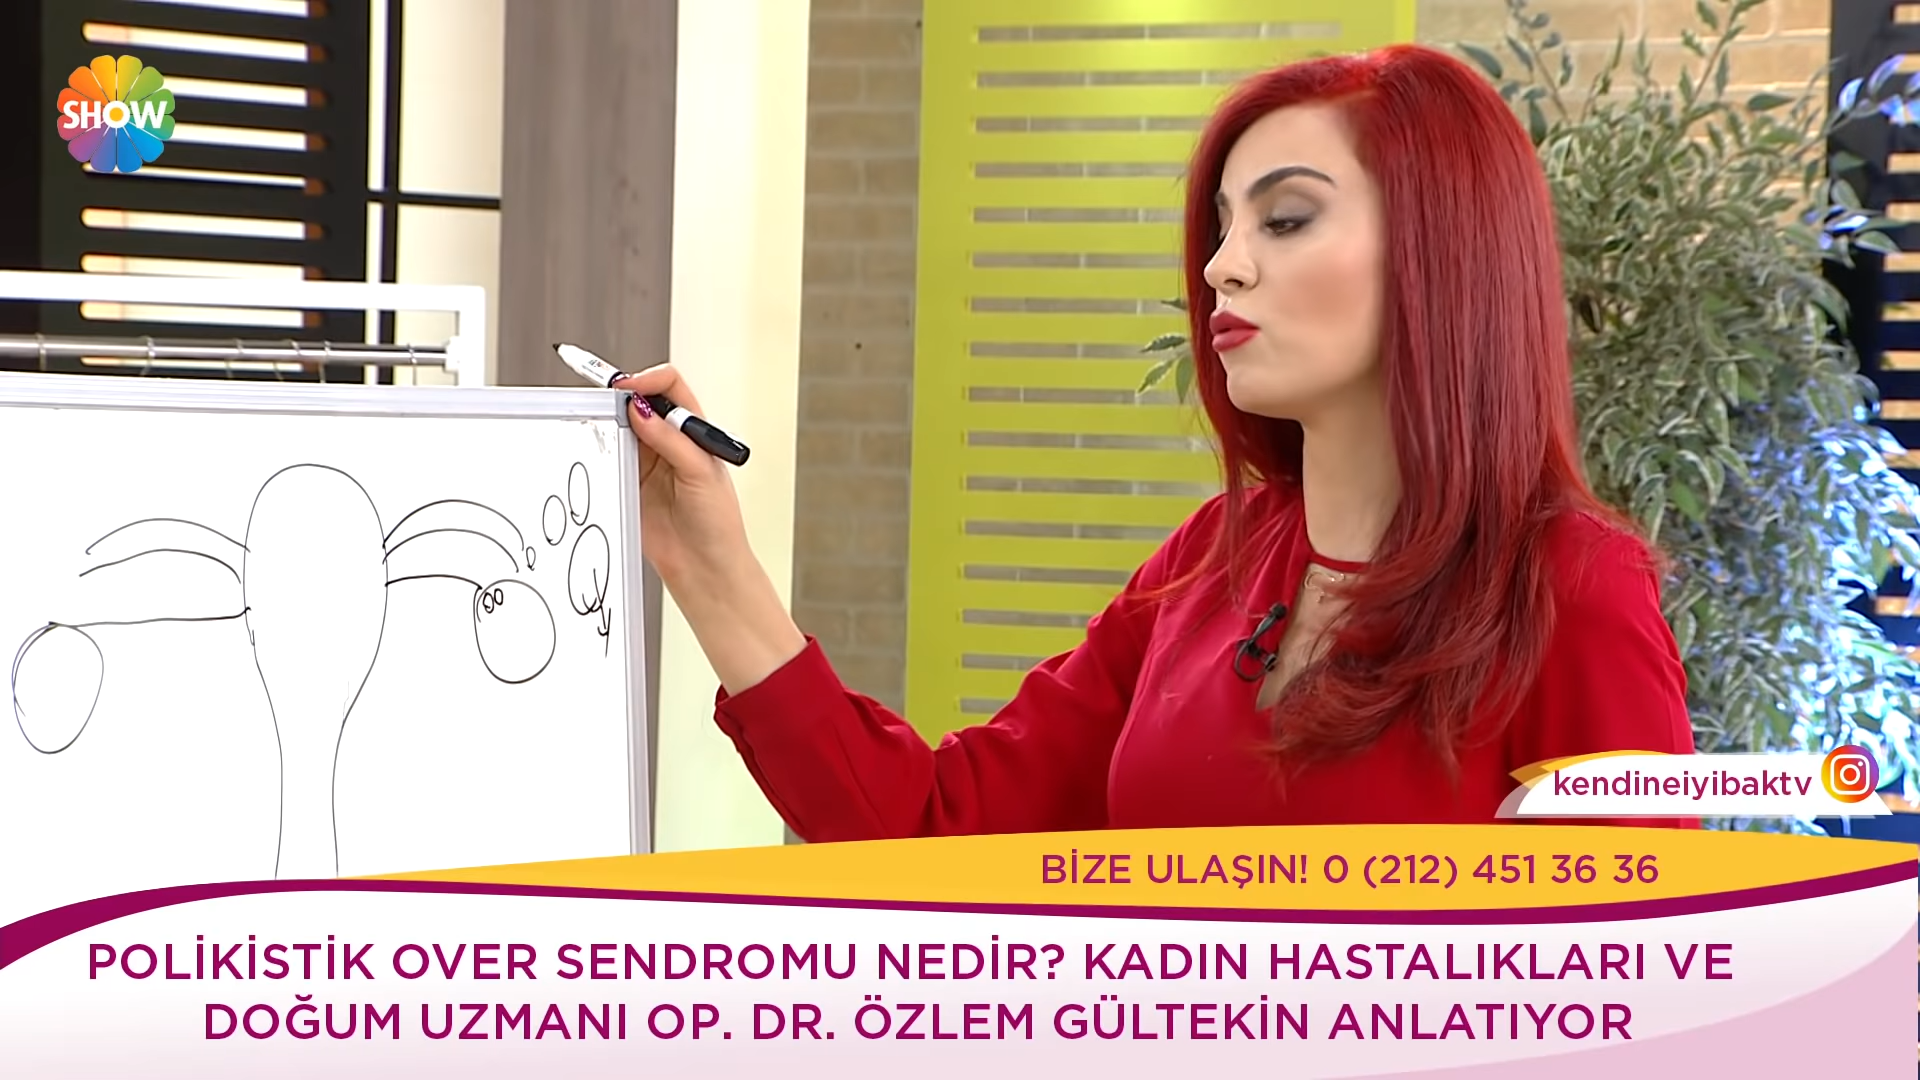 SHOW
kendineiyibaktv
BİZE ULAŞIN! 0 (212) 451 36 36
POLİKİSTİK OVER SENDROMU NEDİR? KADIN HASTALIKLARI VE
DOĞUM UZMANI OP. DR. ÖZLEM GÜLTEKİN ANLATIYOR